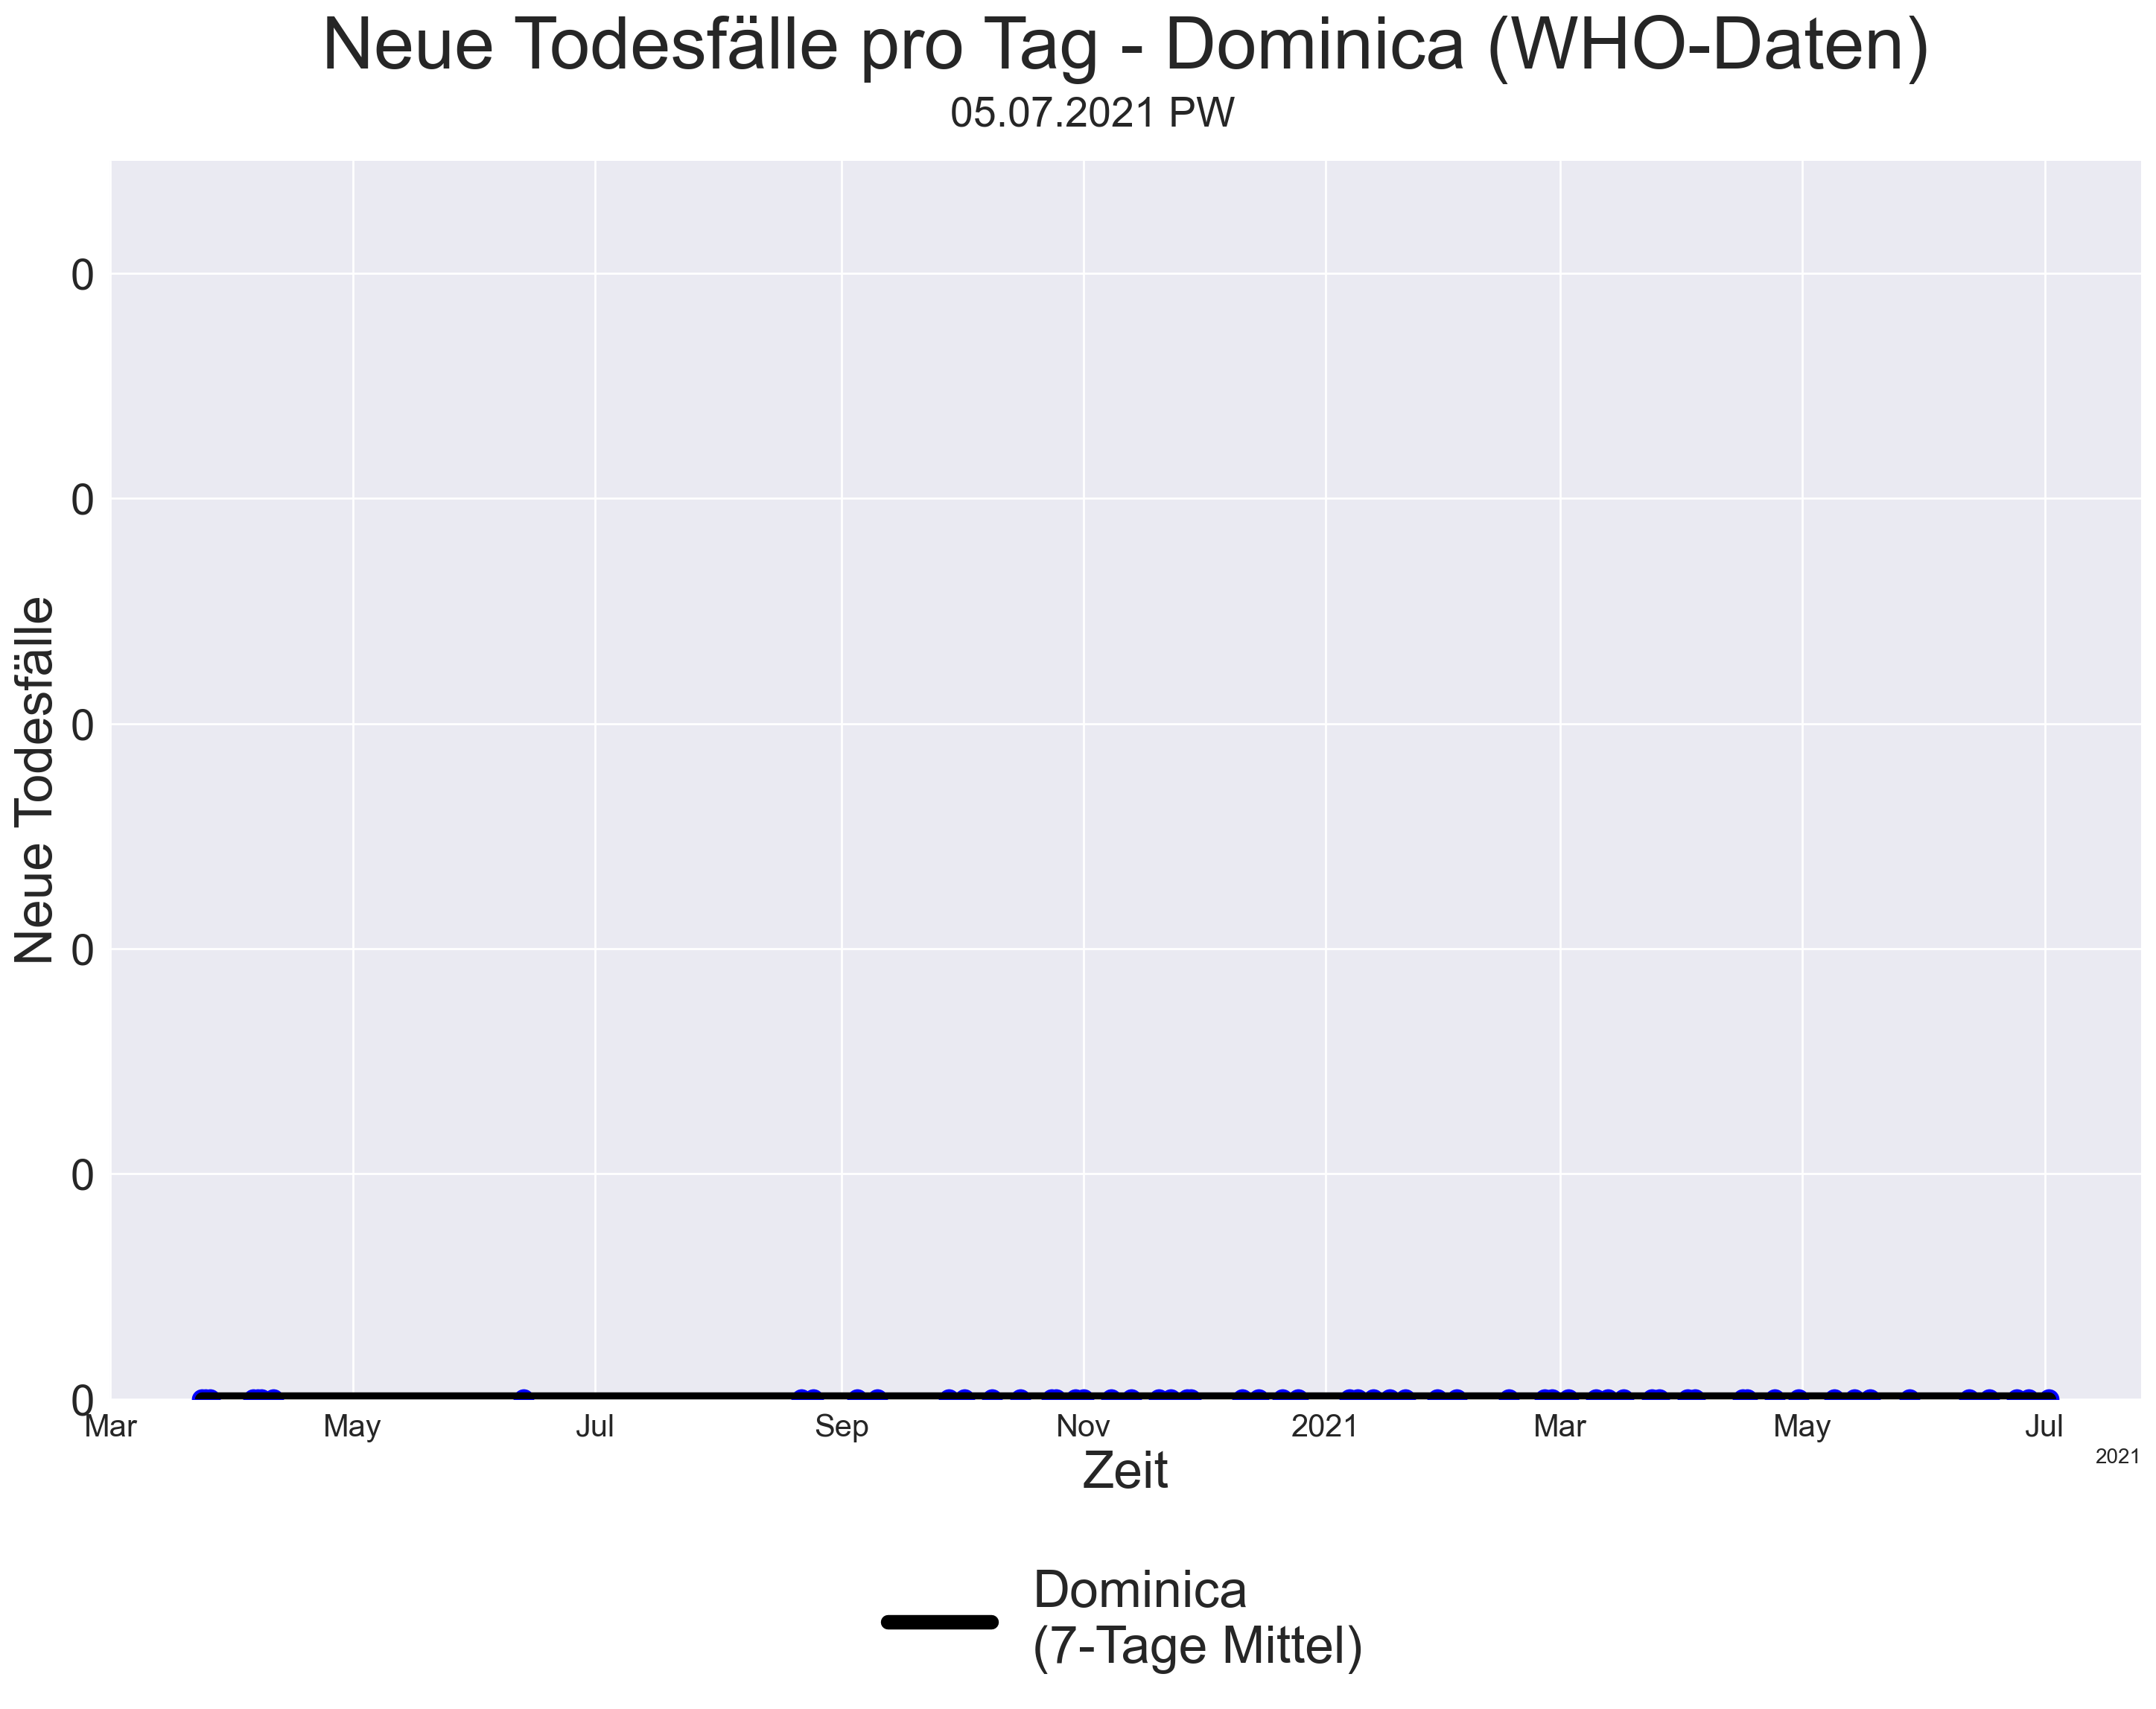 Neue Todesfälle pro Tag - Dominica (WHO-Daten)
05.07.2021 PW
Neue Todesfälle
0
0
0
0
0
0
Mar May Jul Sep Nov 2021 Mar May Jul
2021
Zeit
Dominica
(7-Tage Mittel)